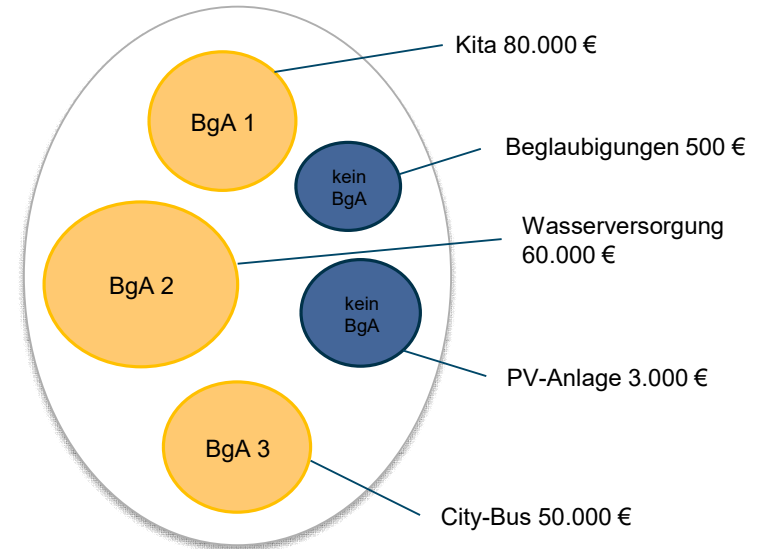 Kita 80.000 €
BgA 1
Beglaubigungen 500 €
kein
BgA
Wasserversorgung
60.000 €
BgA 2
kein
BgA
PV-Anlage 3.000 €
BgA 3
City-Bus 50.000 €